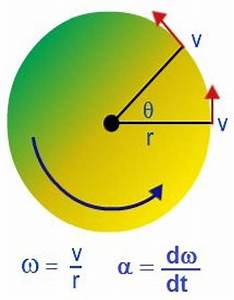 v
θ
r v
ω = v/r α = dω/dt